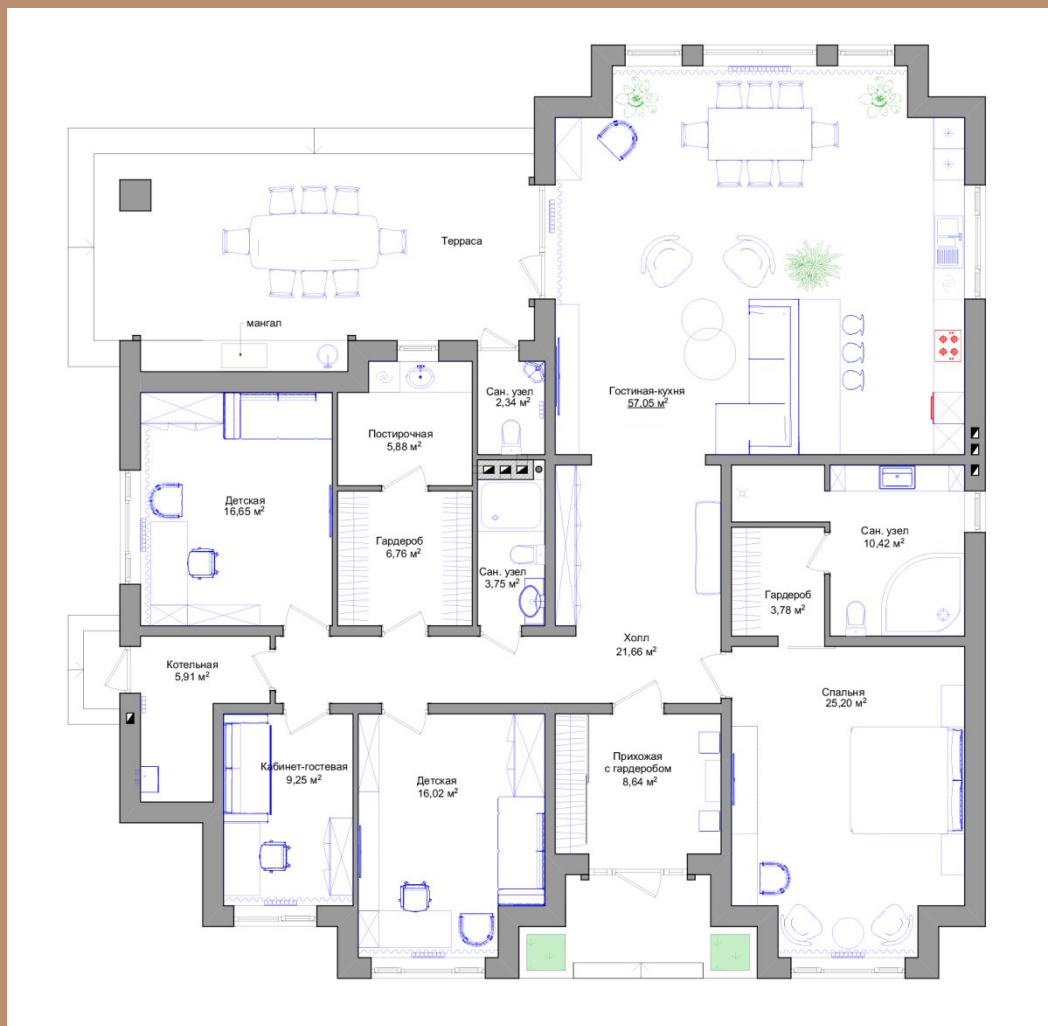 Терраса
мангал
Гостиная-кухня
57,05 м²
Сан. узел
2,34 м²
Постирочная
5,88 м²
Детская
16,65 м²
Гардероб
6,76 м²
Сан. узел
3,75 м²
Сан. узел
10,42 м²
Гардероб
3,78 м²
Холл
21,66 м²
Котельная
5,91 м²
Спальня
25,20 м²
Кабинет-гостевая
9,25 м²
Детская
16,02 м²
Прихожая
с гардеробом
8,64 м²